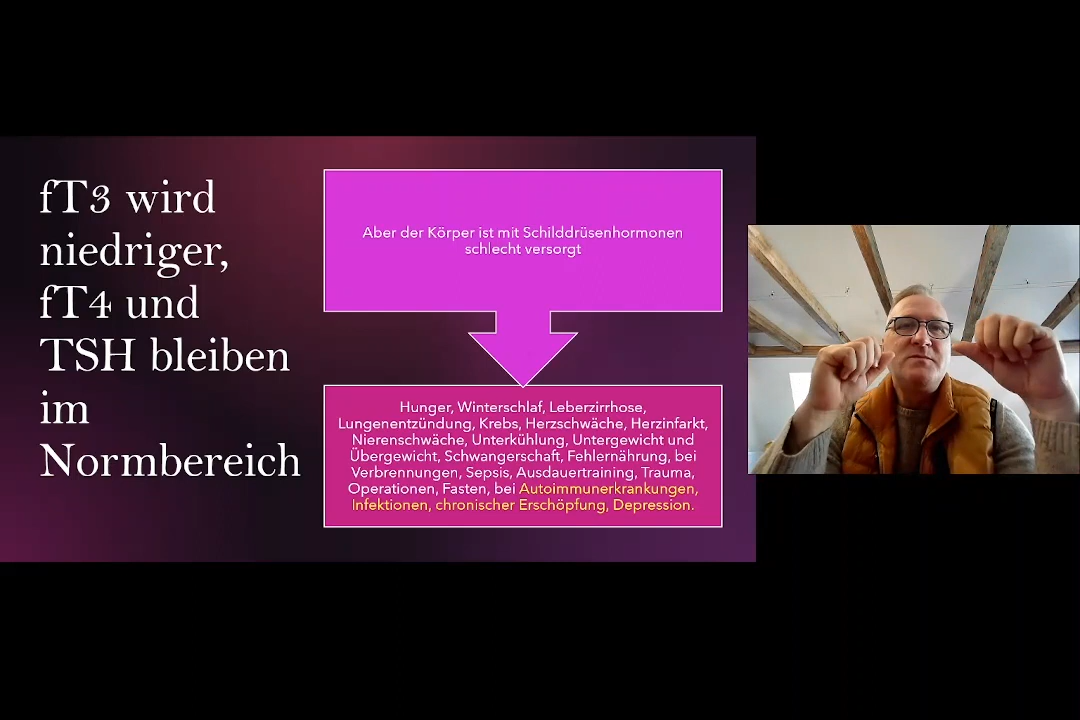 fT3 wird
niedriger,
fT4 und
TSH bleiben
im
Normbereich
Aber der Körper ist mit Schilddrüsenhormonen
schlecht versorgt
Hunger, Winterschlaf, Leberzirrhose,
Lungenentzündung, Krebs, Herzschwäche, Herzinfarkt,
Nierenschwäche, Unterkühlung, Untergewicht und
Übergewicht, Schwangerschaft, Fehlernährung, bei
Verbrennungen, Sepsis, Ausdauertraining, Trauma,
Operationen, Fasten, bei Autoimmunerkrankungen,
Infektionen, chronischer Erschöpfung, Depression.